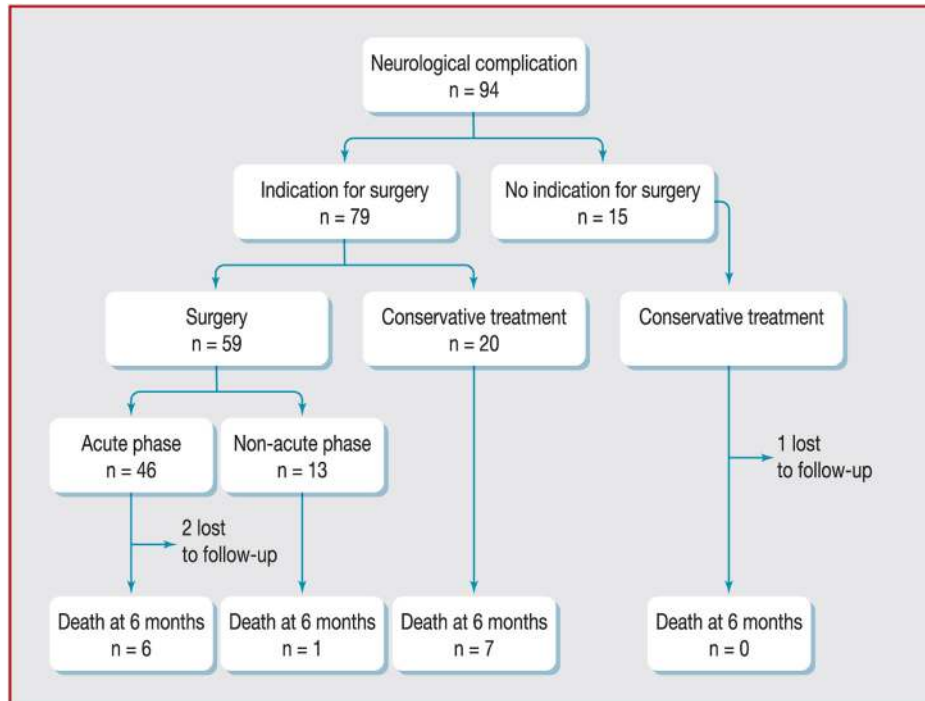 Neurological complication
n = 94
Indication for surgery
n = 79
No indication for surgery
n = 15
Surgery
n = 59
Conservative treatment
n = 20
Conservative treatment
Acute phase
n = 46
Non-acute phase
n = 13
1 lost
to follow-up
2 lost
to follow-up
Death at 6 months
n = 6
Death at 6 months
n = 1
Death at 6 months
n = 7
Death at 6 months
n = 0